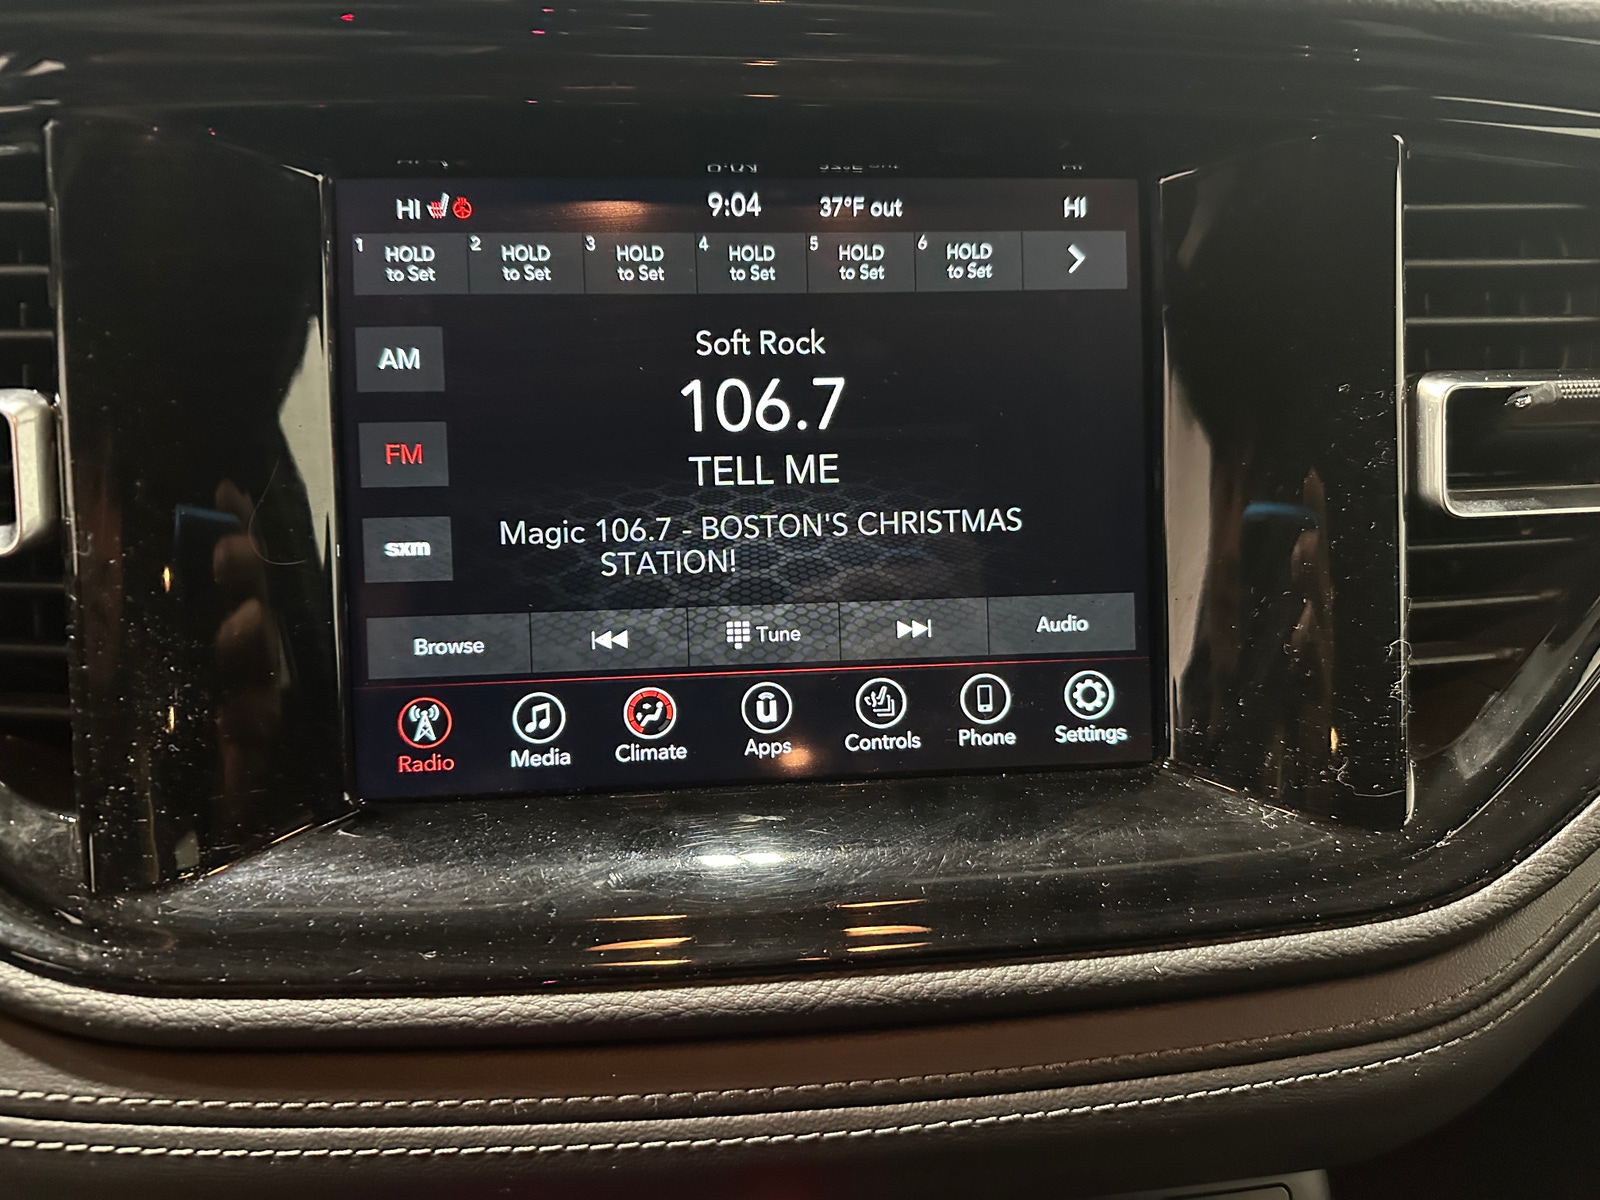 HI 9:04 37°F out HI
1 HOLD to Set 2 HOLD to Set 3 HOLD to Set 4 HOLD to Set 5 HOLD to Set 6 HOLD to Set
Soft Rock
AM
106.7
FM
TELL ME
Magic 106.7 - BOSTON'S CHRISTMAS
STATION!
sxm
Browse Tune Audio
Radio Media Climate Apps Controls Phone Settings